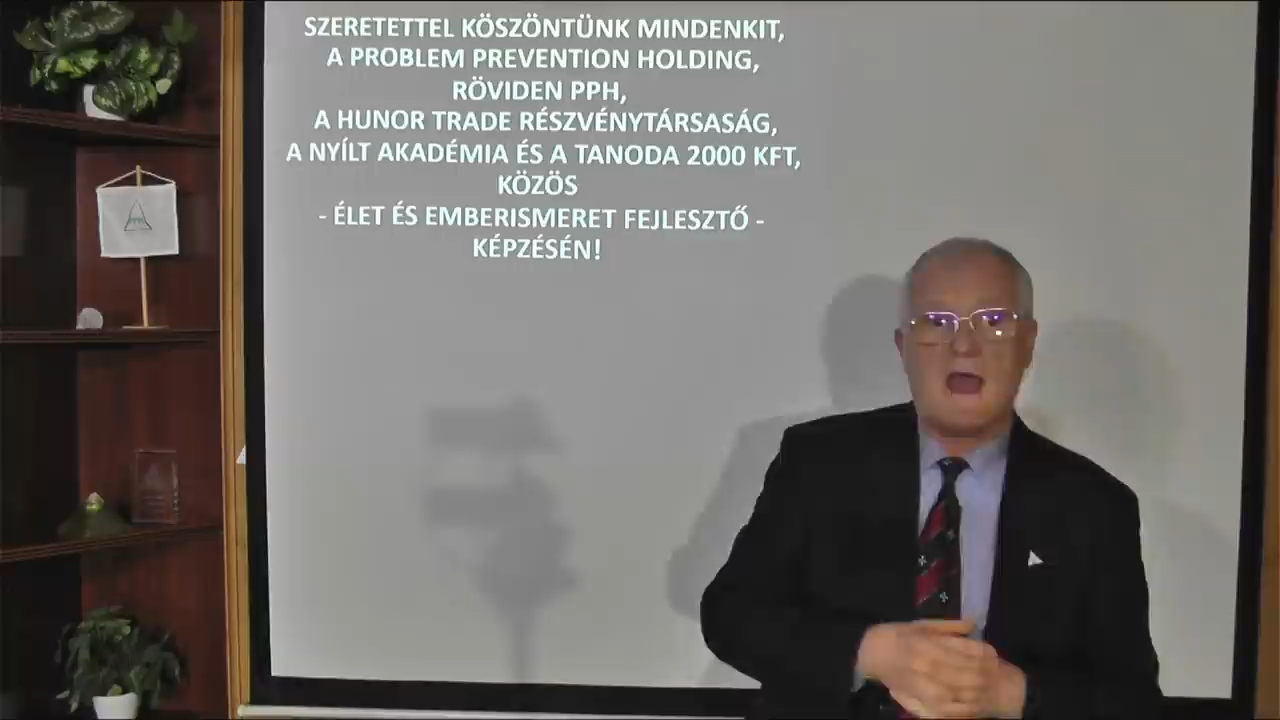 SZERETETTEL KÖSZÖNTÜNK MINDENKIT,
A PROBLEM PREVENTION HOLDING,
RÖVIDEN PPH,
A HUNOR TRADE RÉSZVÉNYTÁRSASÁG,
A NYÍLT AKADÉMIA ÉS A TANODA 2000 KFT,
KÖZÖS
- ÉLET ÉS EMBERISMERET FEJLESZTŐ -
KÉPZÉSÉN!